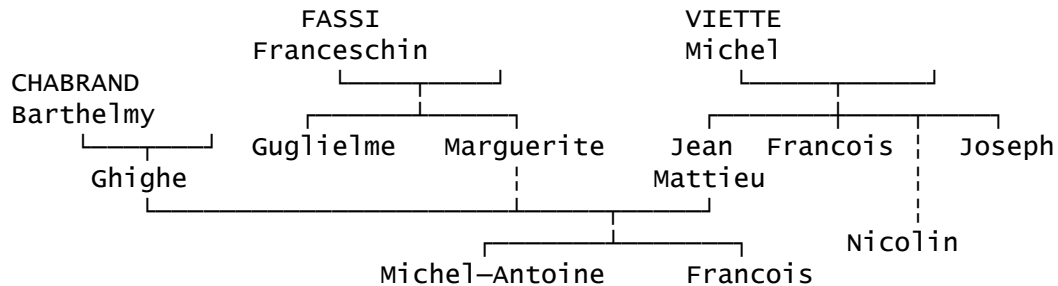 FASSI VIETTE
Franceschin Michel
CHABRAND
Barthelmy
Guglielme Marguerite Jean Francois Joseph
Ghighe Mattieu
Nicolin
Michel—Antoine Francois